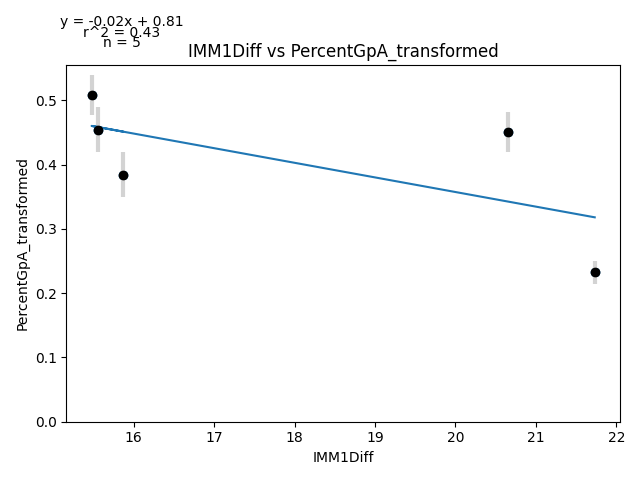 y = -0.02x + 0.81
r^2 = 0.43
n = 5
IMM1Diff vs PercentGpA_transformed
PercentGpA_transformed
0.5
0.4
0.3
0.2
0.1
0.0
16 17 18 19 20 21 22
IMM1Diff